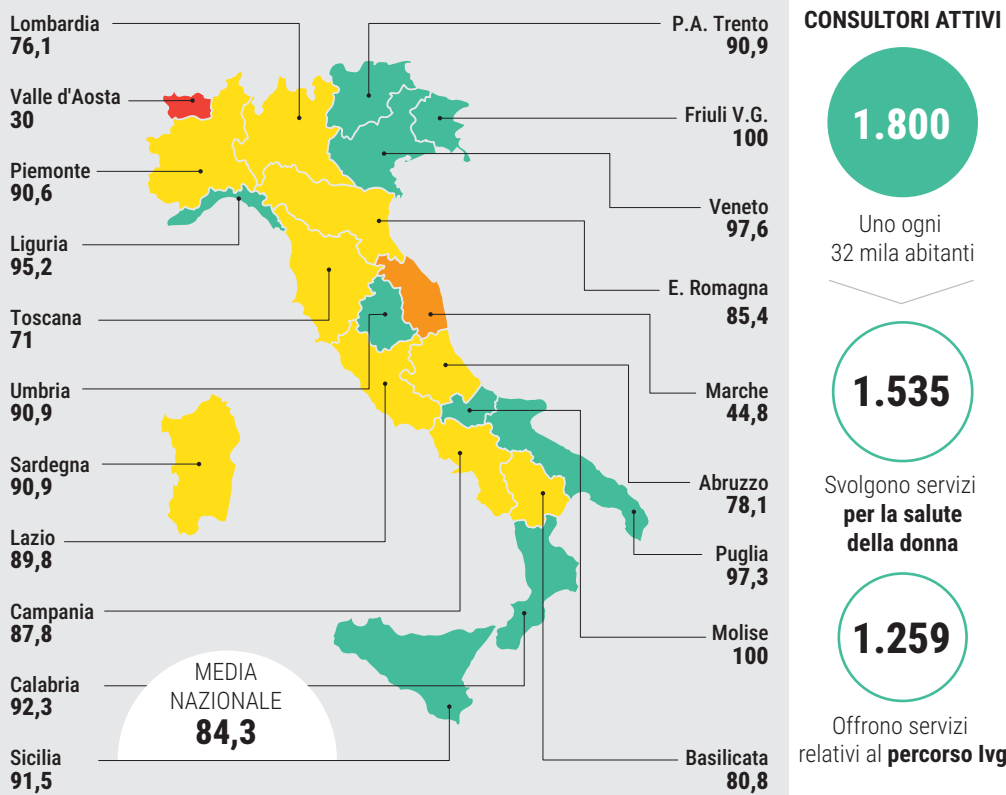 Lombardia
76,1
Valle d'Aosta
30
Piemonte
90,6
Liguria
95,2
Toscana
71
Umbria
90,9
Sardegna
90,9
Lazio
89,8
Campania
87,8
Calabria
92,3
Sicilia
91,5
MEDIA
NAZIONALE
84,3
P.A. Trento
90,9
Friuli V.G.
100
Veneto
97,6
E. Romagna
85,4
Marche
44,8
Abruzzo
78,1
Puglia
97,3
Molise
100
Basilicata
80,8
CONSULTORI ATTIVI
1.800
Uno ogni
32 mila abitanti
1.535
Svolgono servizi
per la salute
della donna
1.259
Offrono servizi
relativi al percorso Ivg